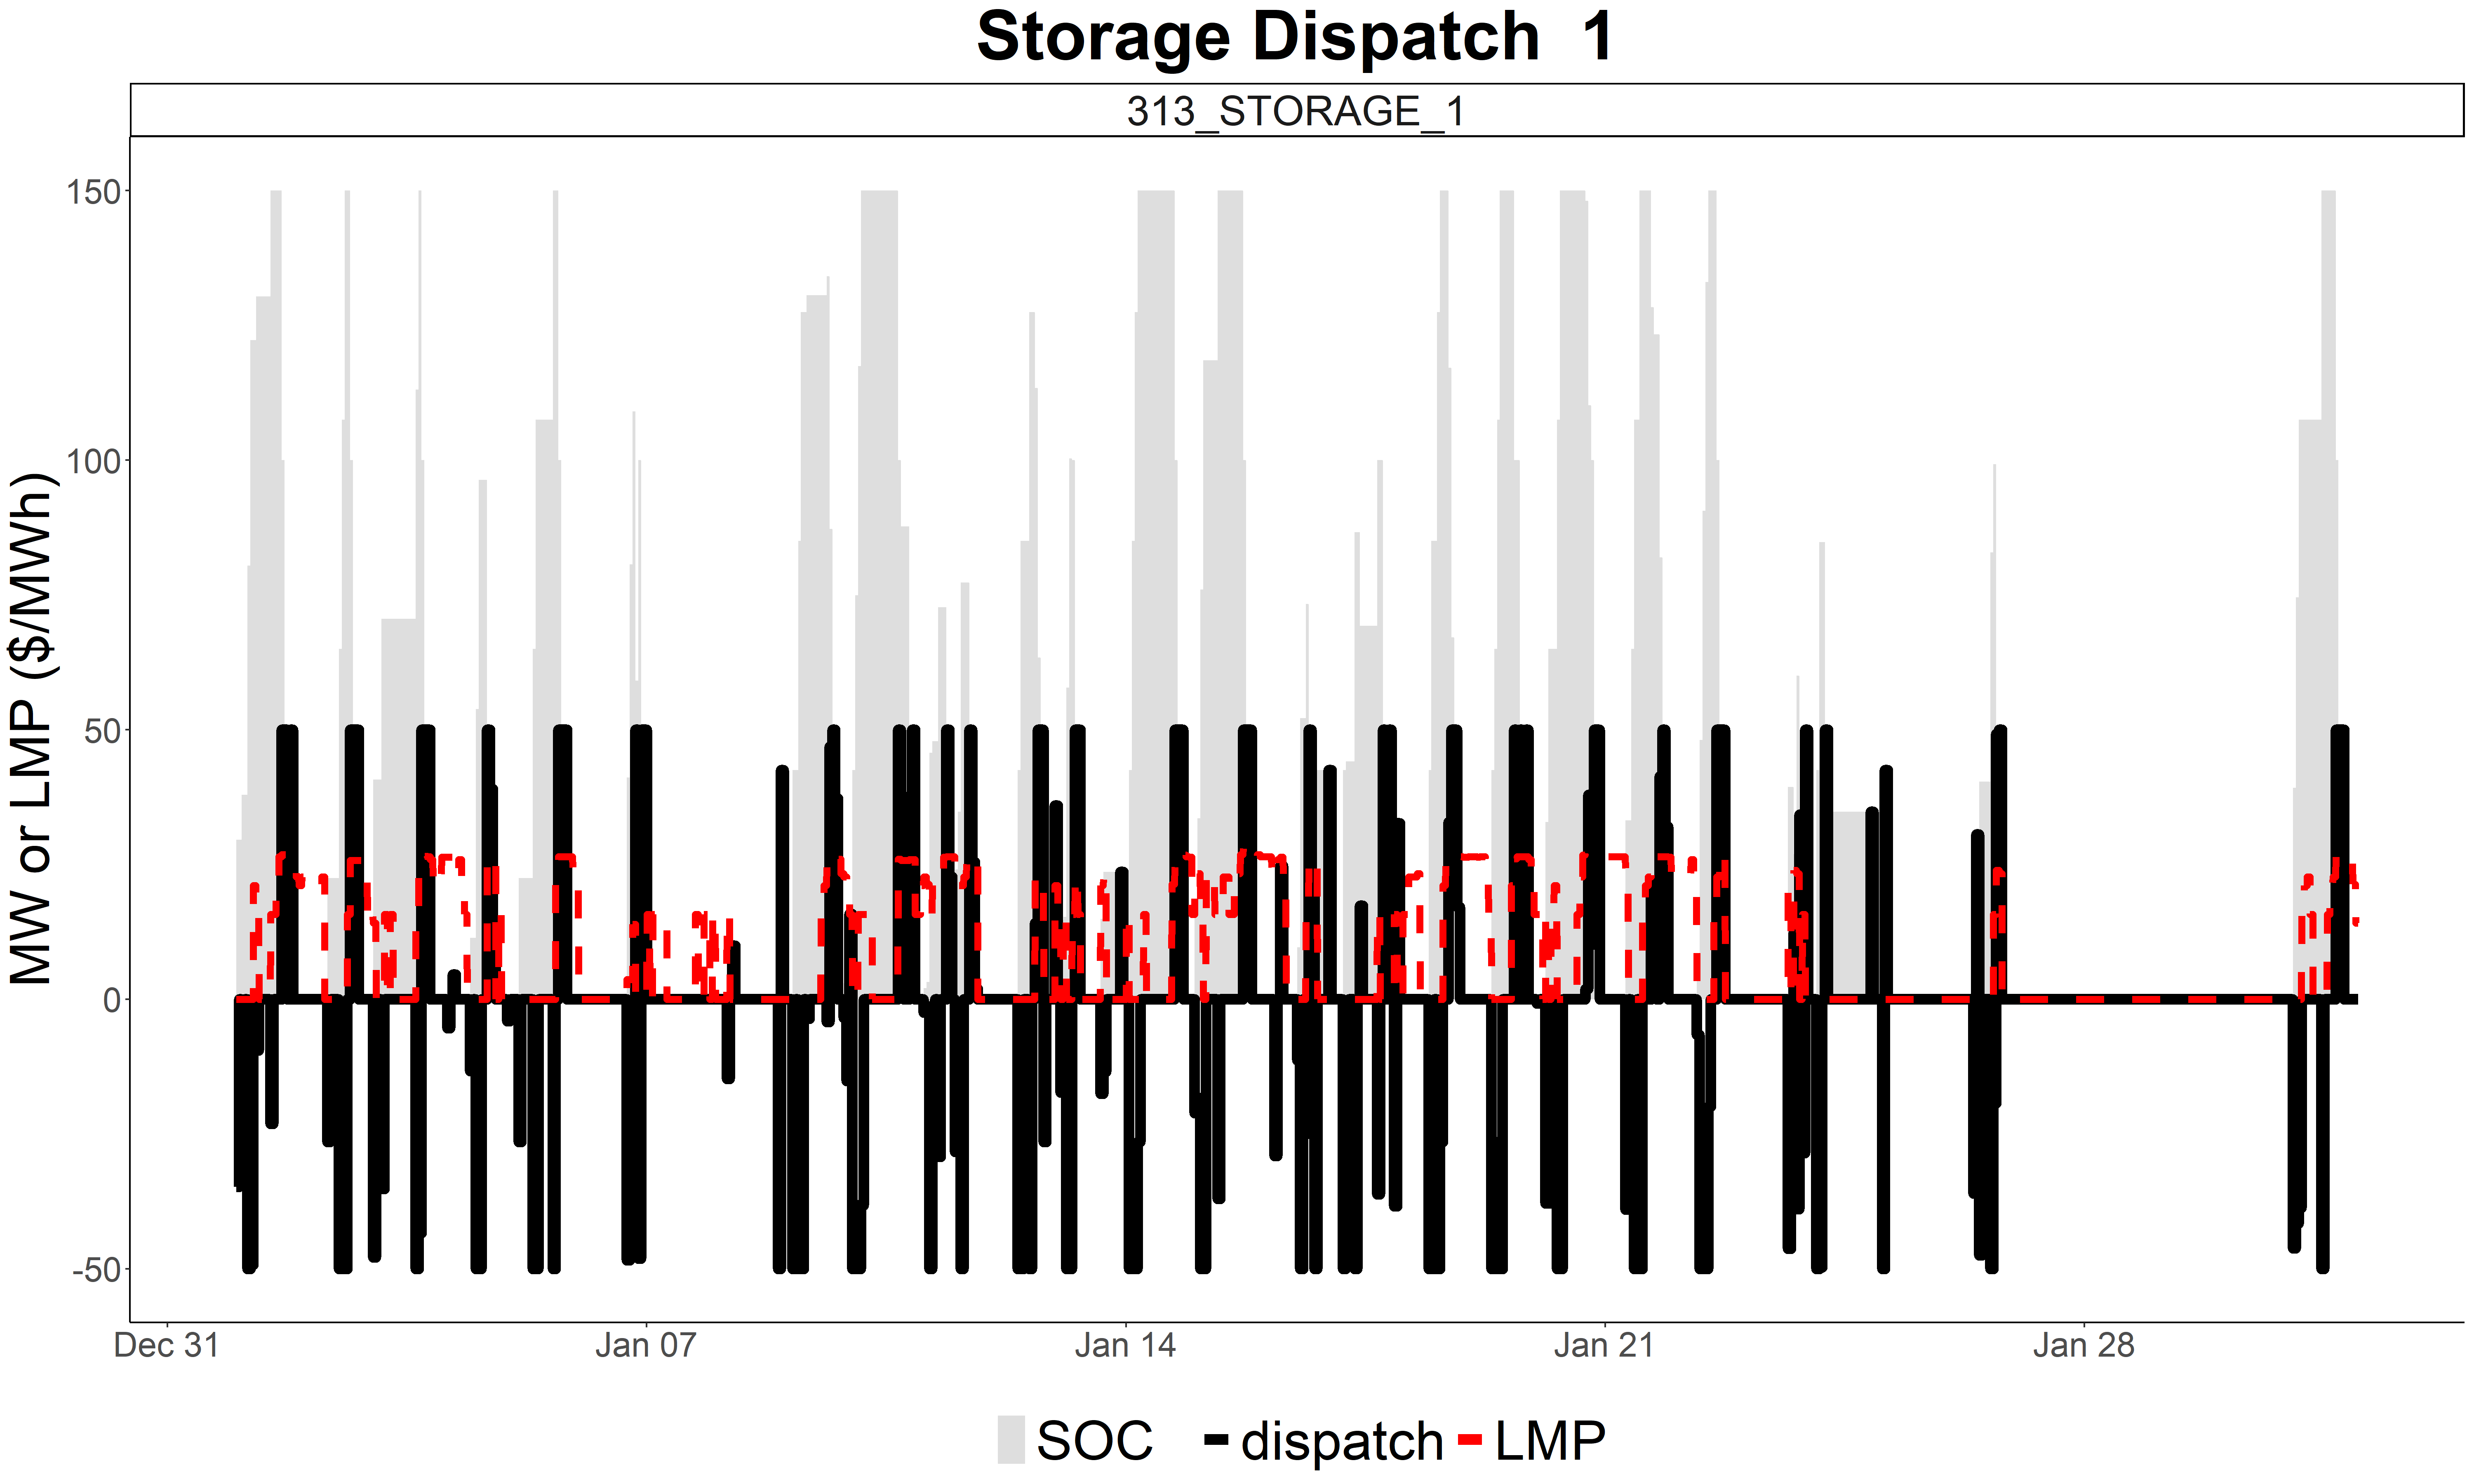 Storage Dispatch  1
313_STORAGE_1
MW or LMP ($/MWh)
150
100
50
0
-50
Dec 31 Jan 07 Jan 14 Jan 21 Jan 28
SOC dispatch LMP